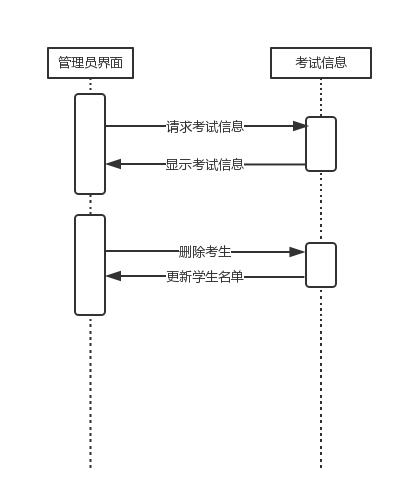 管理员界面
考试信息
请求考试信息
显示考试信息
删除考生
更新学生名单